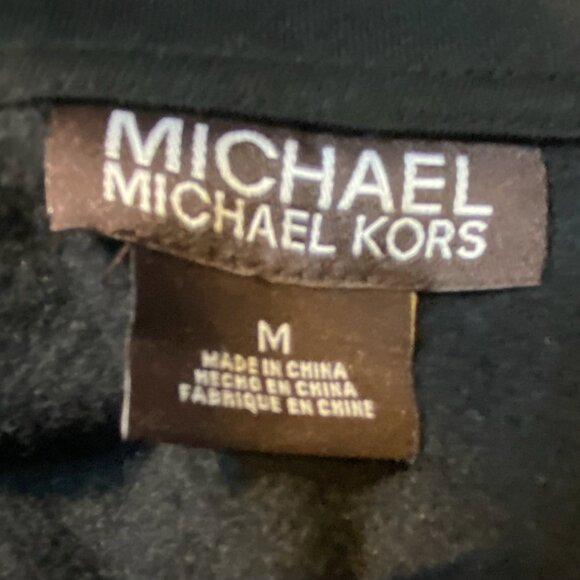 MICHAEL
MICHAEL KORS
M
MADE IN CHINA
HECHO EN CHINA
FABRIQUE EN CHINE